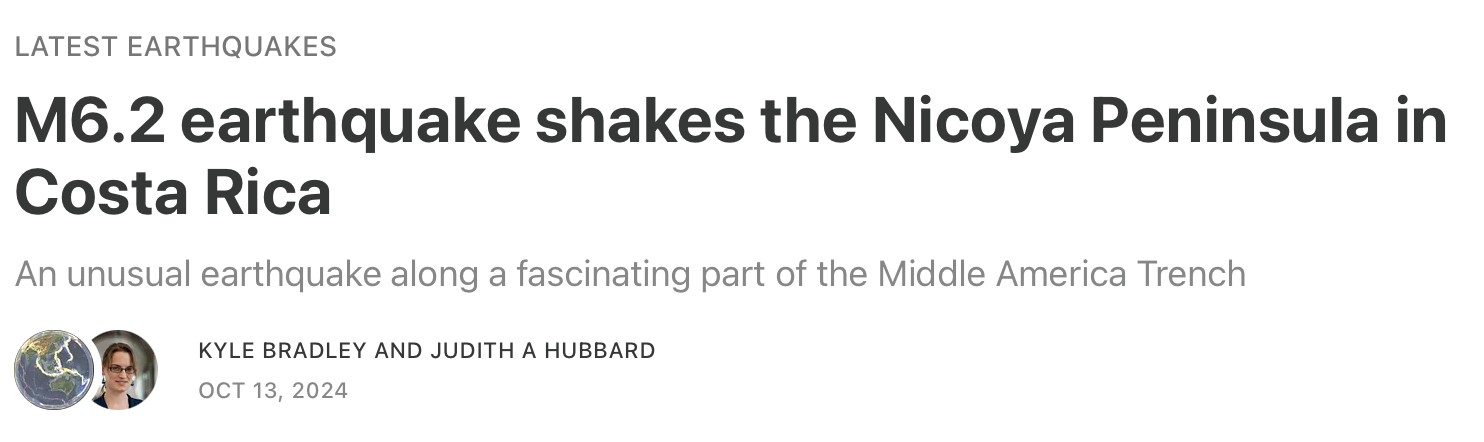 LATEST EARTHQUAKES
M6.2 earthquake shakes the Nicoya Peninsula in
Costa Rica
An unusual earthquake along a fascinating part of the Middle America Trench
KYLE BRADLEY AND JUDITH A HUBBARD
OCT 13, 2024